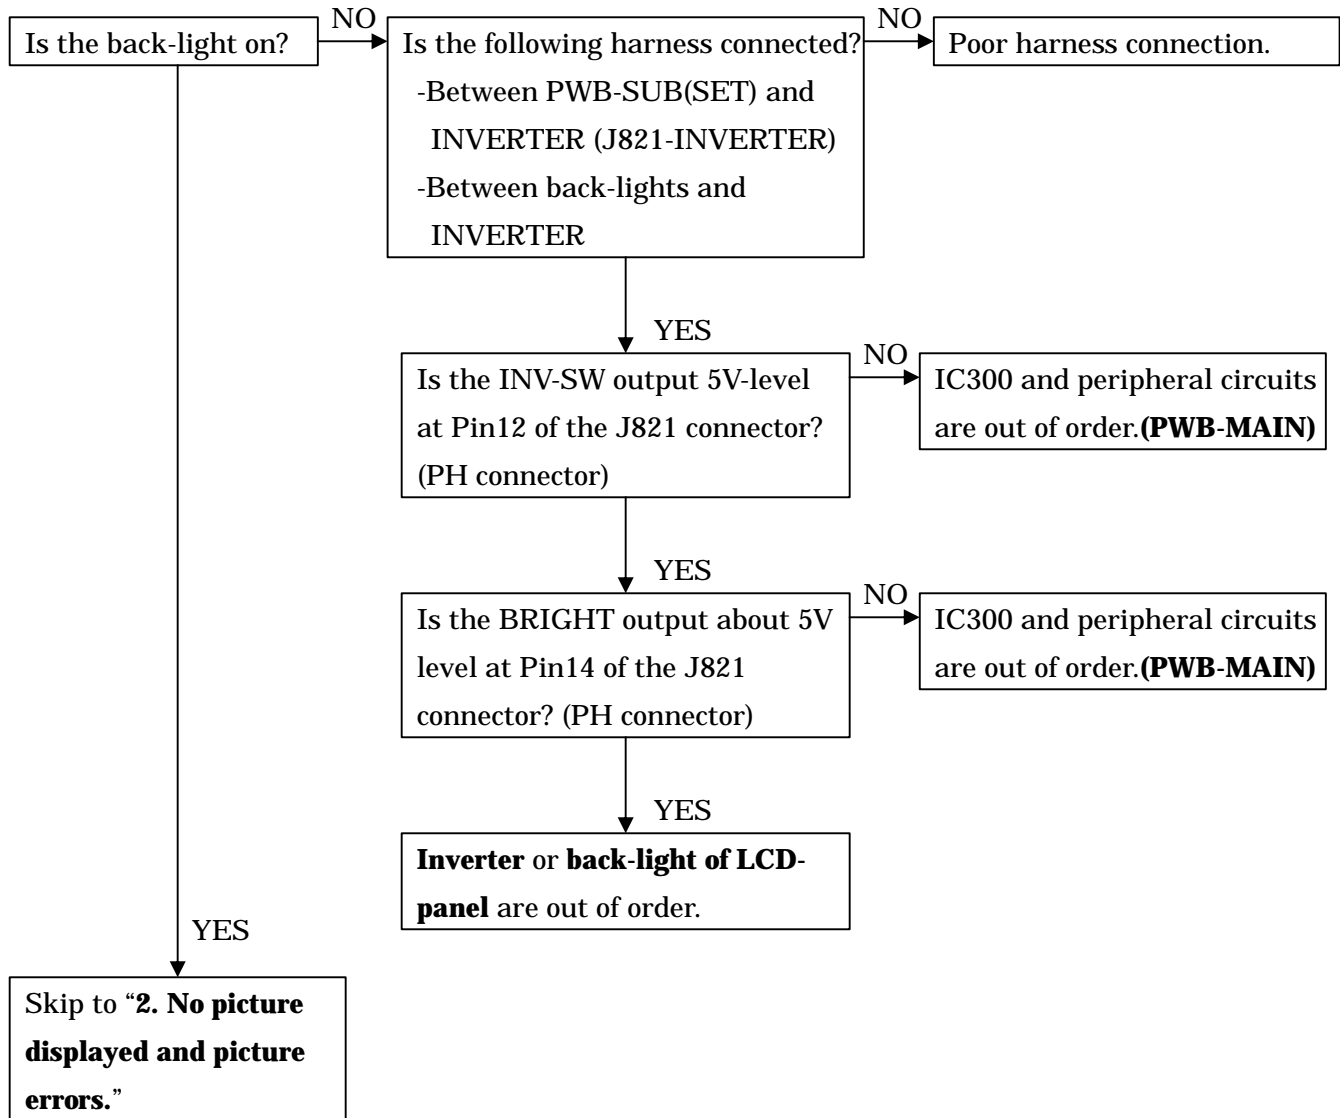 Is the back-light on?
NO
Is the following harness connected?
-Between PWB-SUB(SET) and
INVERTER (J821-INVERTER)
-Between back-lights and
INVERTER
NO
Poor harness connection.
YES
Is the INV-SW output 5V-level
at Pin12 of the J821 connector?
(PH connector)
NO
IC300 and peripheral circuits
are out of order.(PWB-MAIN)
YES
Is the BRIGHT output about 5V
level at Pin14 of the J821
connector? (PH connector)
NO
IC300 and peripheral circuits
are out of order.(PWB-MAIN)
YES
Inverter or back-light of LCD-
panel are out of order.
YES
Skip to “2. No picture
displayed and picture
errors.”